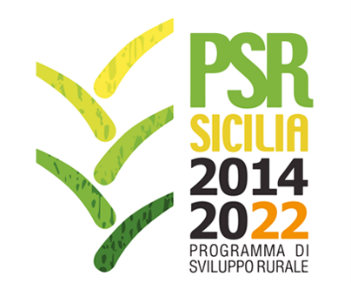 PSR
SICILIA
2014
2022
PROGRAMMA DI
SVILUPPO RURALE